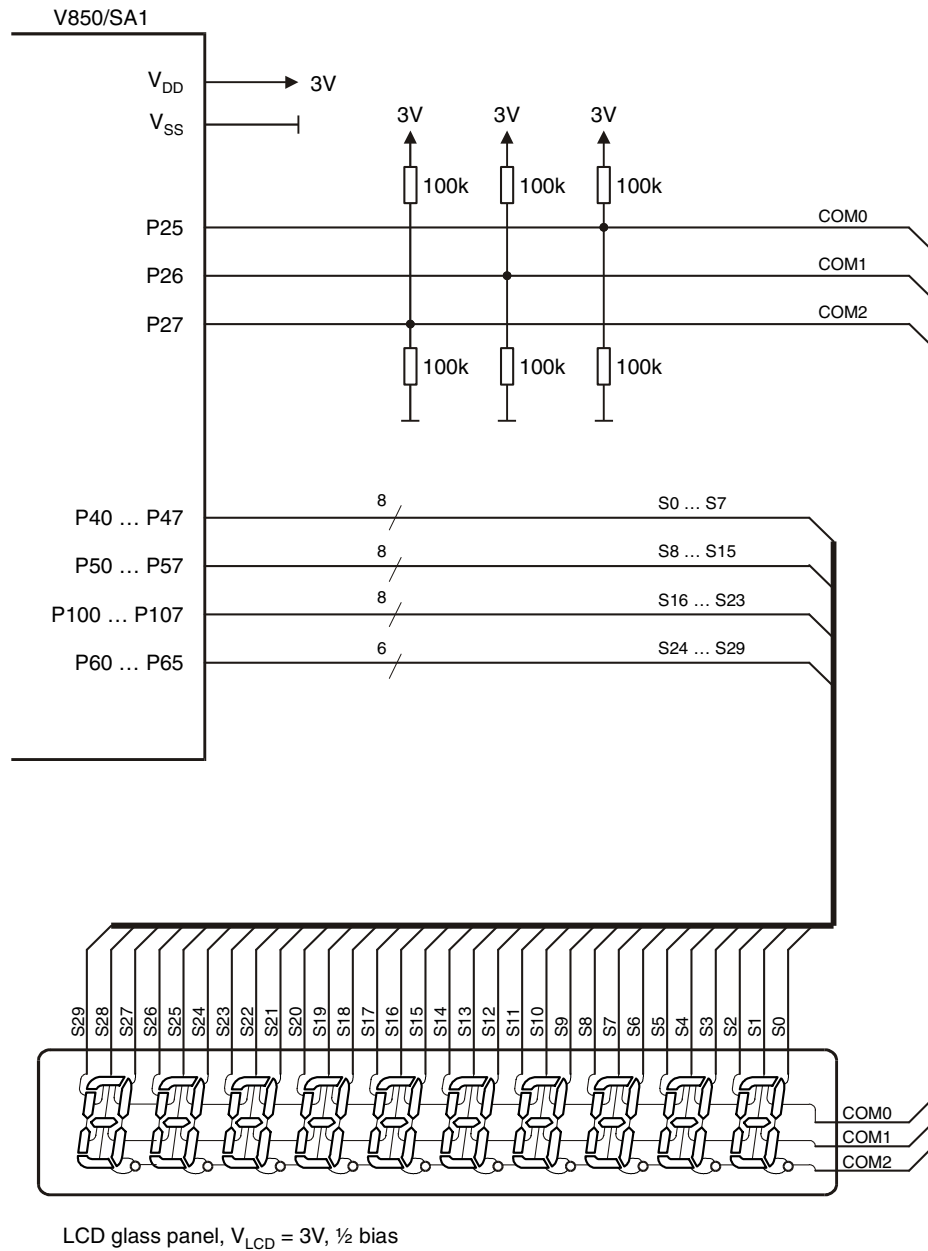 V850/SA1
VDD 3V
VSS
3V 3V 3V
100k 100k 100k
P25 COM0
P26 COM1
P27 COM2
100k 100k 100k
P40 … P47 8 S0 … S7
P50 … P57 8 S8 … S15
P100 … P107 8 S16 … S23
P60 … P65 6 S24 … S29
S29 S28 S27 S26 S25 S24 S23 S22 S21 S20 S19 S18 S17 S16 S15 S14 S13 S12 S11 S10 S9 S8 S7 S6 S5 S4 S3 S2 S1 S0
COM0
COM1
COM2
LCD glass panel, VLCD = 3V, ½ bias